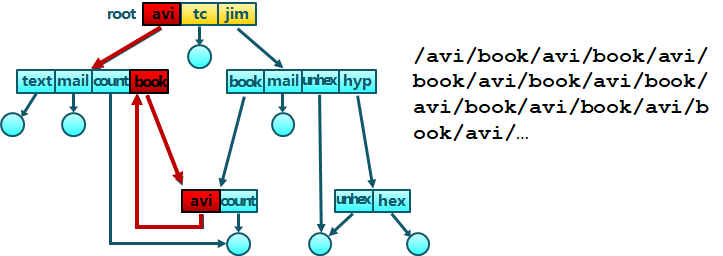 root avi tc jim
text mail count book
book mail unhex hyp
avi count
unhex hex
/avi/book/avi/book/avi/
book/avi/book/avi/book/
avi/book/avi/book/avi/b
ook/avi/…